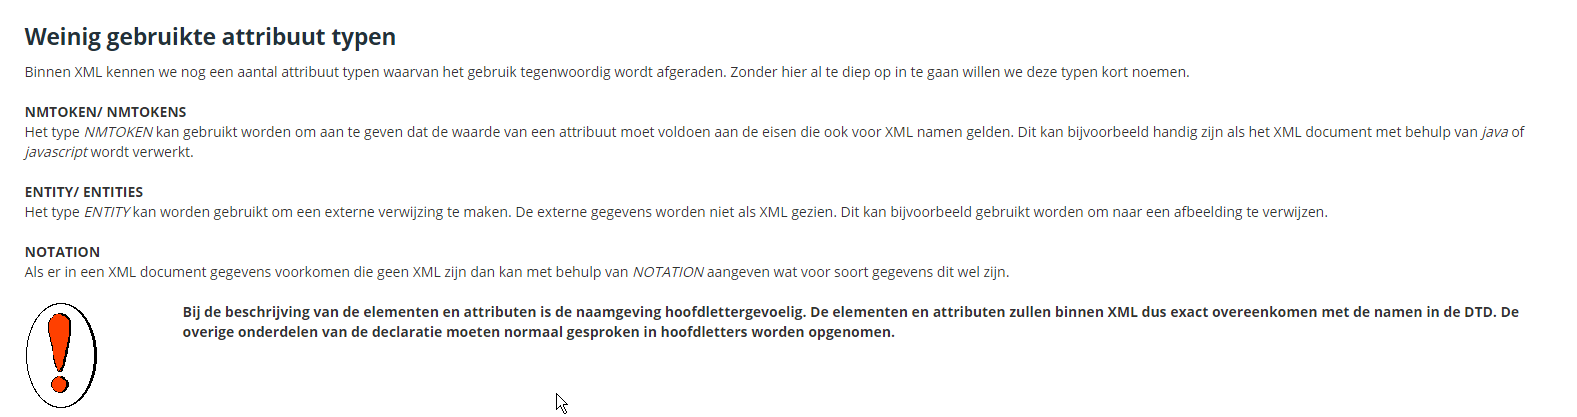 Weinig gebruikte attribuut typen
Binnen XML kennen we nog een aantal attribuut typen waarvan het gebruik tegenwoordig wordt afgeraden. Zonder hier al te diep op in te gaan willen we deze typen kort noemen.
NMTOKEN/ NMTOKENS
Het type NMTOKEN kan gebruikt worden om aan te geven dat de waarde van een attribuut moet voldoen aan de eisen die ook voor XML namen gelden. Dit kan bijvoorbeeld handig zijn als het XML document met behulp van java of
javascript wordt verwerkt.
ENTITY/ ENTITIES
Het type ENTITY kan worden gebruikt om een externe verwijzing te maken. De externe gegevens worden niet als XML gezien. Dit kan bijvoorbeeld gebruikt worden om naar een afbeelding te verwijzen.
NOTATION
Als er in een XML document gegevens voorkomen die geen XML zijn dan kan met behulp van NOTATION aangeven wat voor soort gegevens dit wel zijn.
Bij de beschrijving van de elementen en attributen is de naamgeving hoofdlettergevoelig. De elementen en attributen zullen binnen XML dus exact overeenkomen met de namen in de DTD. De
overige onderdelen van de declaratie moeten normaal gesproken in hoofdletters worden opgenomen.